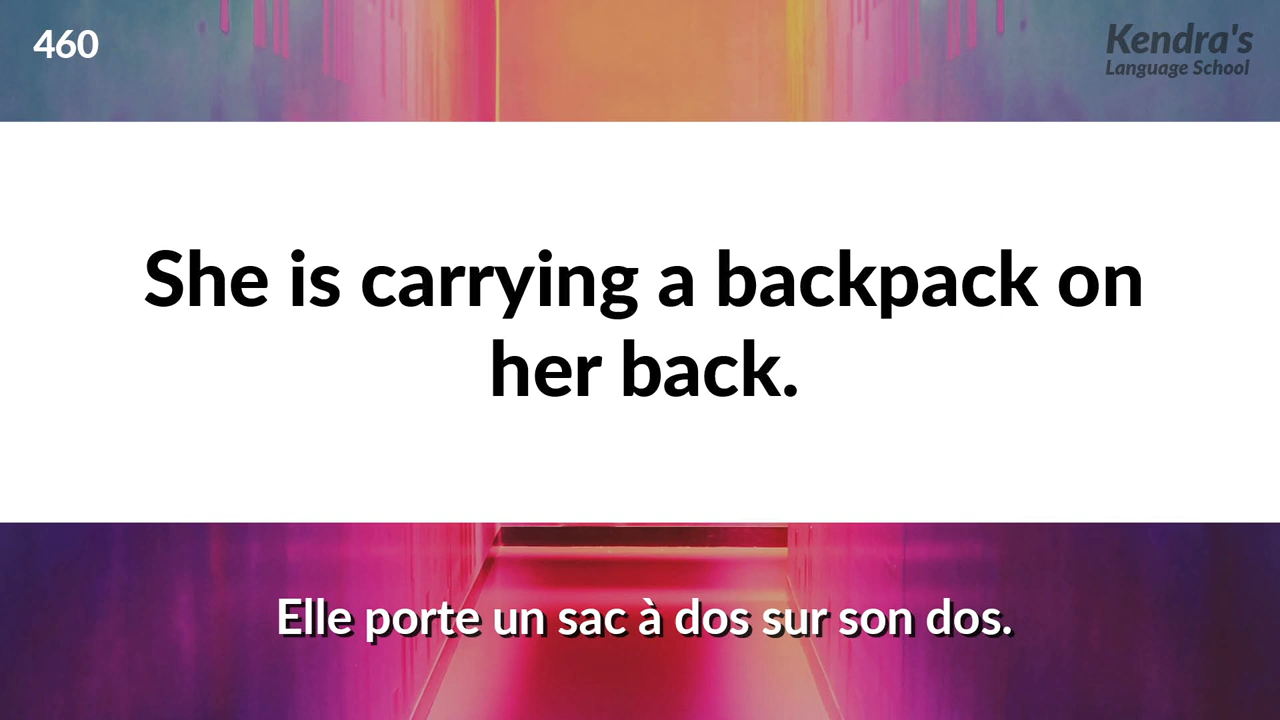 460
Kendra's
Language School
She is carrying a backpack on
her back.
Elle porte un sac à dos sur son dos.